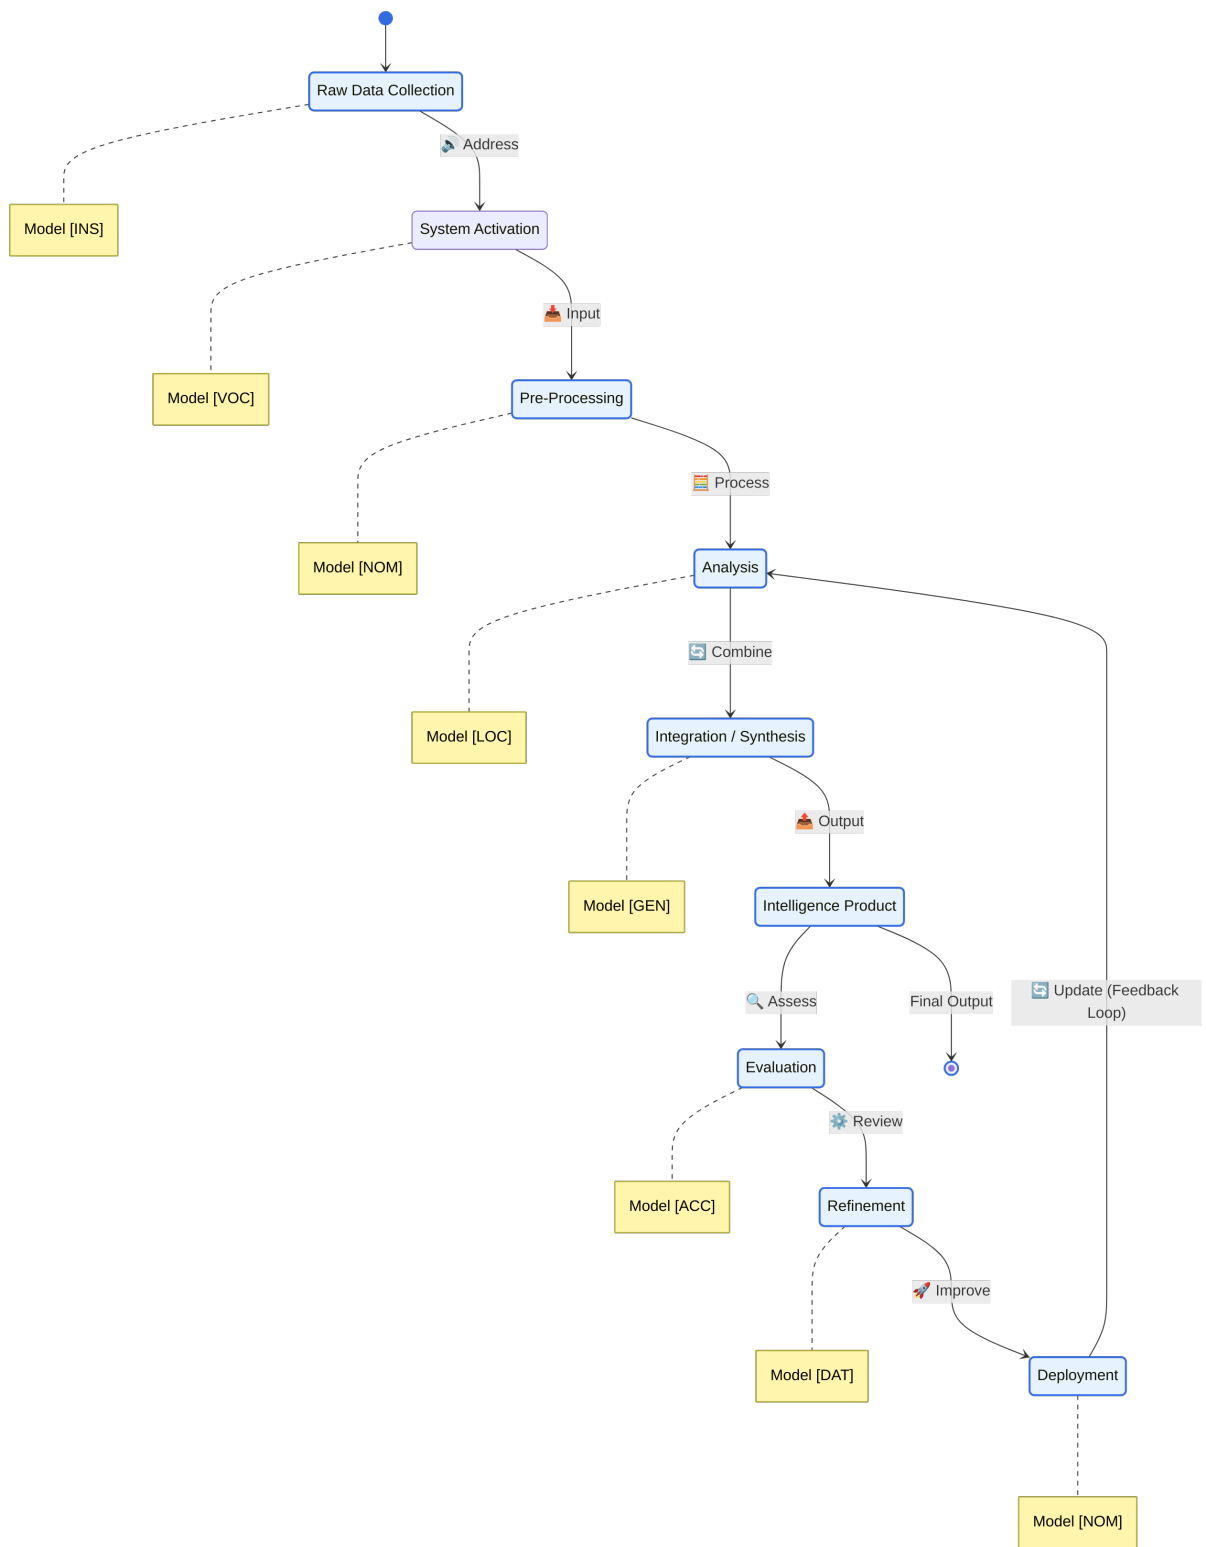 Raw Data Collection
🔊 Address
Model [INS]
System Activation
📥 Input
Model [VOC]
Pre-Processing
🧮 Process
Model [NOM]
Analysis
🔄 Combine
Model [LOC]
Integration / Synthesis
📤 Output
Model [GEN]
Intelligence Product
🔍 Assess
Final Output
🔄 Update (Feedback
Loop)
Evaluation
⚙️ Review
Model [ACC]
Refinement
🚀 Improve
Model [DAT]
Deployment
Model [NOM]